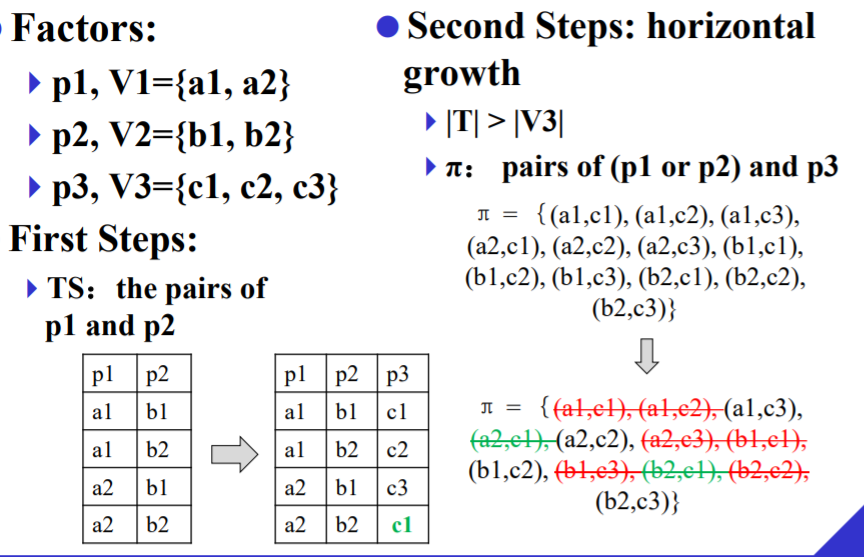 Factors:
p1, V1={a1, a2}
p2, V2={b1, b2}
p3, V3={c1, c2, c3}
First Steps:
TS： the pairs of
p1 and p2
p1 p2
a1 b1
a1 b2
a2 b1
a2 b2
p1 p2 p3
a1 b1 c1
a1 b2 c2
a2 b1 c3
a2 b2 c1
Second Steps: horizontal
growth
|T| > |V3|
π： pairs of (p1 or p2) and p3
π = {(a1,c1), (a1,c2), (a1,c3),
(a2,c1), (a2,c2), (a2,c3), (b1,c1),
(b1,c2), (b1,c3), (b2,c1), (b2,c2),
(b2,c3)}
π = {(a1,c1), (a1,c2), (a1,c3),
(a2,c1), (a2,c2), (a2,c3), (b1,c1),
(b1,c2), (b1,c3), (b2,c1), (b2,c2),
(b2,c3)}